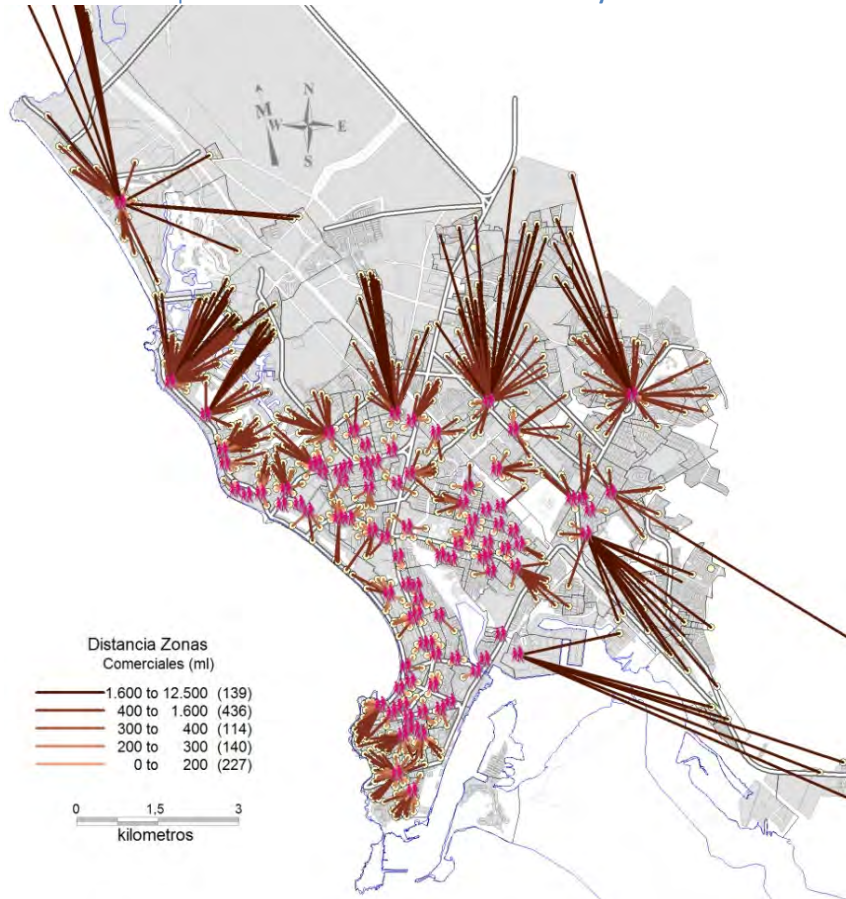 N
M
W
E
S
Distancia Zonas
Comerciales (ml)
1.600 to 12.500 (139)
400 to 1.600 (436)
300 to 400 (114)
200 to 300 (140)
0 to 200 (227)
0 1,5 3
kilometros